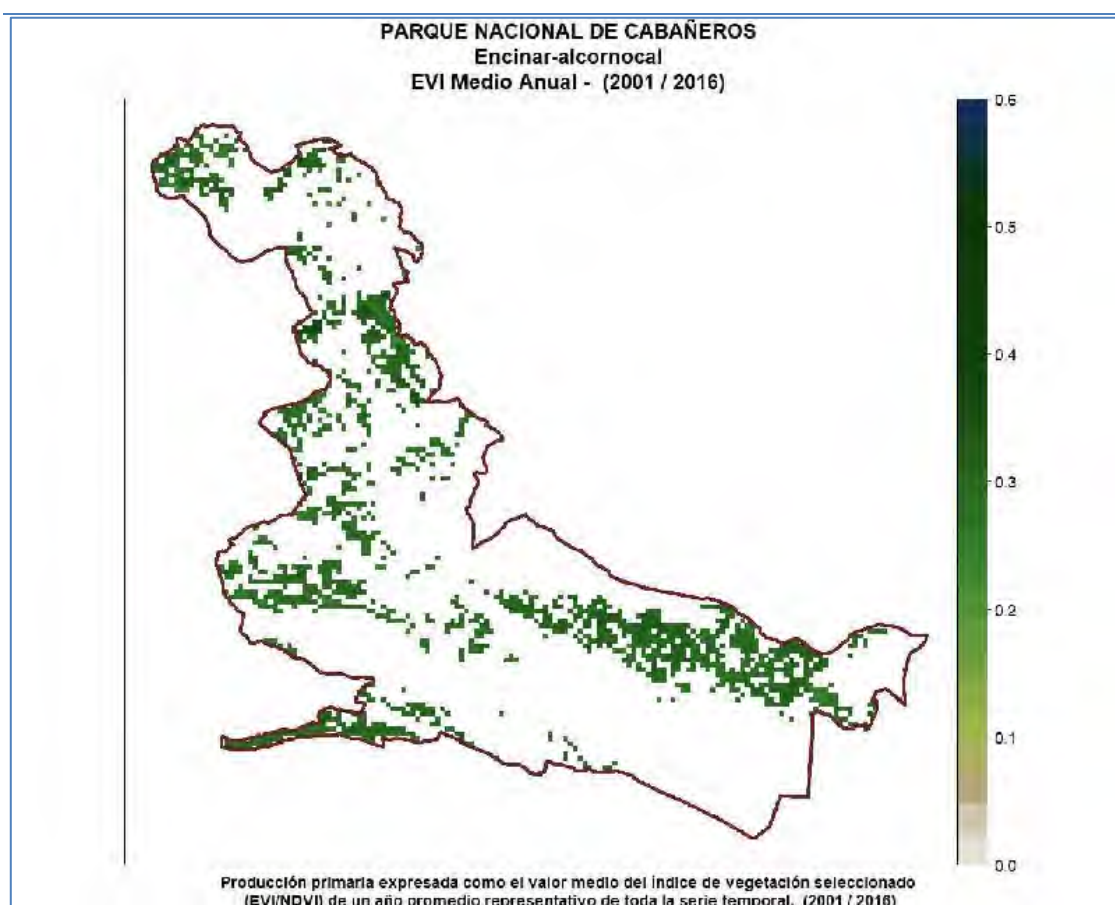 PARQUE NACIONAL DE CABAÑEROS
Encinar-alcornocal
EVI Medio Anual - (2001 / 2016)
0.6
0.5
0.4
0.3
0.2
0.1
0.0
Producción primaria expresada como el valor medio del índice de vegetación seleccionado
(EVI/NDVI) de un año promedio representativo de toda la serie temporal. (2001 / 2016)